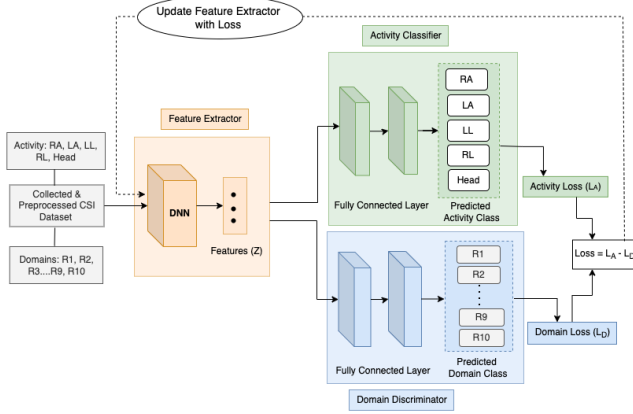 Update Feature Extractor
with Loss
Activity Classifier
RA
LA
LL
RL
Head
Fully Connected Layer
Predicted
Activity Class
Feature Extractor
DNN
Features (Z)
Activity: RA, LA, LL,
RL, Head
Collected &
Preprocessed CSI
Dataset
Domains: R1, R2,
R3....R9, R10
Activity Loss (LA)
Loss = LA - LD
Domain Loss (LD)
R1
R2
R9
R10
Fully Connected Layer
Predicted
Domain Class
Domain Discriminator